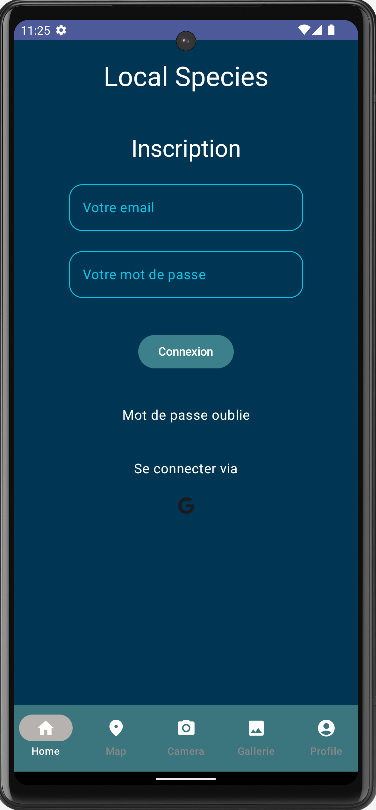 11:25
Local Species
Inscription
Votre email
Votre mot de passe
Connexion
Mot de passe oublie
Se connecter via
G
Home Map Camera Gallerie Profile